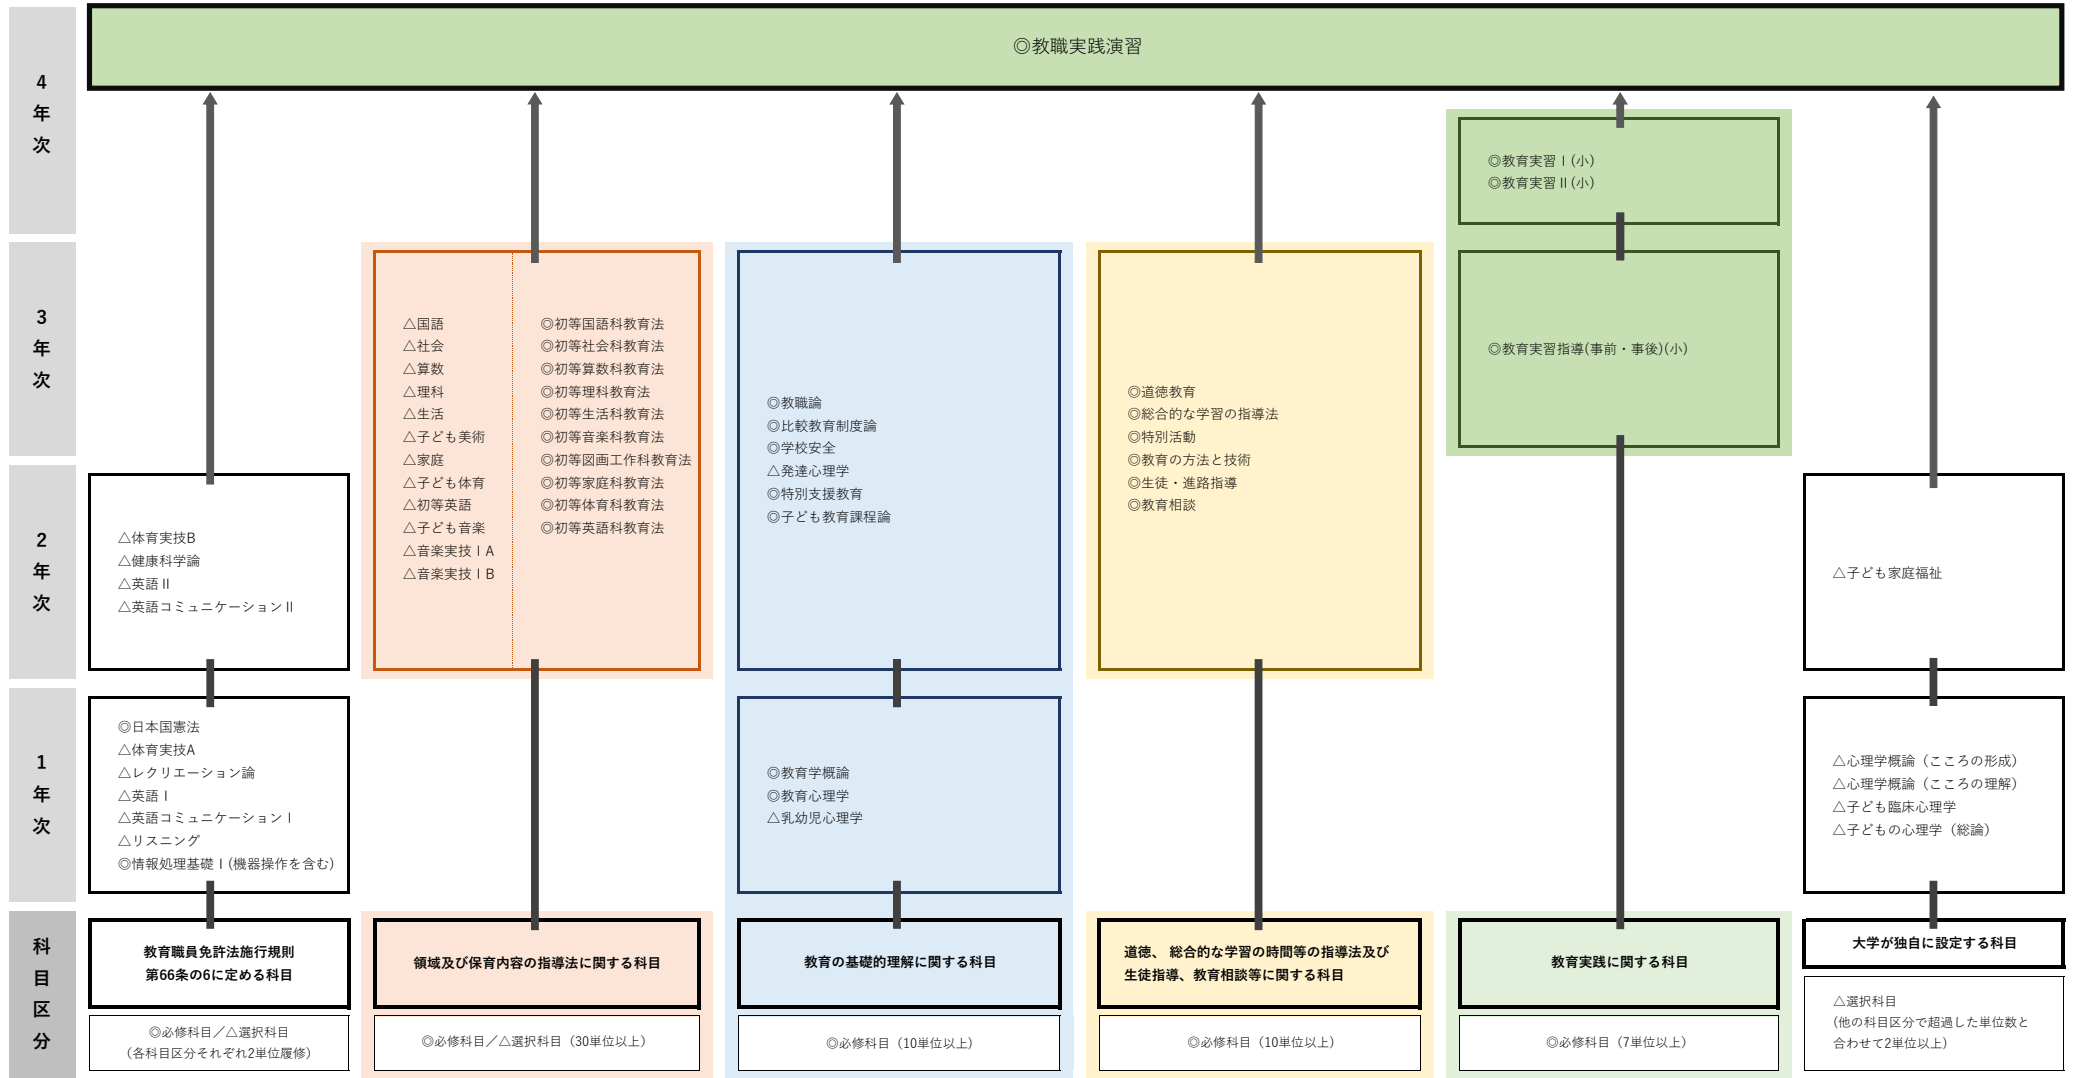 4
年
次
◎教職実践演習
◎教育実習Ⅰ(小)
◎教育実習Ⅱ(小)
3
年
次
△国語
△社会
△算数
△理科
△生活
△子ども美術
△家庭
△子ども体育
△初等英語
△子ども音楽
△音楽実技ⅠA
△音楽実技ⅠB
◎初等国語科教育法
◎初等社会科教育法
◎初等算数科教育法
◎初等理科教育法
◎初等生活科教育法
◎初等音楽科教育法
◎初等図画工作科教育法
◎初等家庭科教育法
◎初等体育科教育法
◎初等英語科教育法
◎教職論
◎比較教育制度論
◎学校安全
△発達心理学
◎特別支援教育
◎子ども教育課程論
◎道徳教育
◎総合的な学習の指導法
◎特別活動
◎教育の方法と技術
◎生徒・進路指導
◎教育相談
◎教育実習指導(事前・事後)(小)
2
年
次
△体育実技B
△健康科学論
△英語Ⅱ
△英語コミュニケーションⅡ
△子ども家庭福祉
1
年
次
◎日本国憲法
△体育実技A
△レクリエーション論
△英語Ⅰ
△英語コミュニケーションⅠ
△リスニング
◎情報処理基礎Ⅰ(機器操作を含む)
◎教育学概論
◎教育心理学
△乳幼児心理学
△心理学概論（こころの形成）
△心理学概論（こころの理解）
△子ども臨床心理学
△子どもの心理学（総論）
科
目
区
分
教育職員免許法施行規則
第66条の6に定める科目
◎必修科目／△選択科目
（各科目区分それぞれ2単位履修）
領域及び保育内容の指導法に関する科目
◎必修科目／△選択科目（30単位以上）
教育の基礎的理解に関する科目
◎必修科目（10単位以上）
道徳、 総合的な学習の時間等の指導法及び
生徒指導、教育相談等に関する科目
◎必修科目（10単位以上）
教育実践に関する科目
◎必修科目（7単位以上）
大学が独自に設定する科目
△選択科目
(他の科目区分で超過した単位数と
合わせて2単位以上)